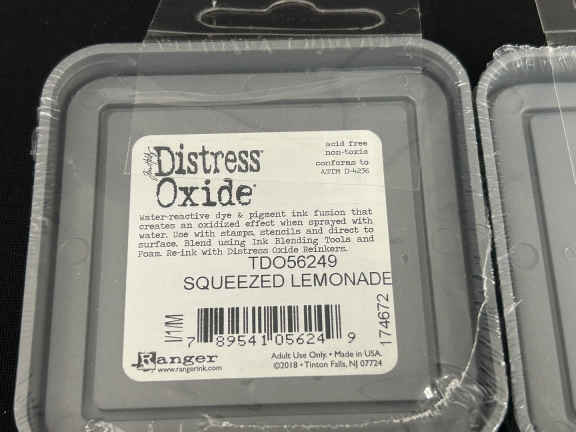 Tim Holtz
Distress®
Oxide®
acid free
non-toxic
conforms to
ASTM D-4236
Water-reactive dye & pigment ink fusion that
creates an oxidized effect when sprayed with
water. Use with stamps, stencils and direct to
surface. Blend using Ink Blending Tools and
Foam. Re-ink with Distress Oxide Reinkers.
TDO56249
SQUEEZED LEMONADE
I/1/M
7 89541 05624 9
174672
Ranger
www.rangerink.com
Adult Use Only. • Made in USA.
©2018 • Tinton Falls, NJ 07724